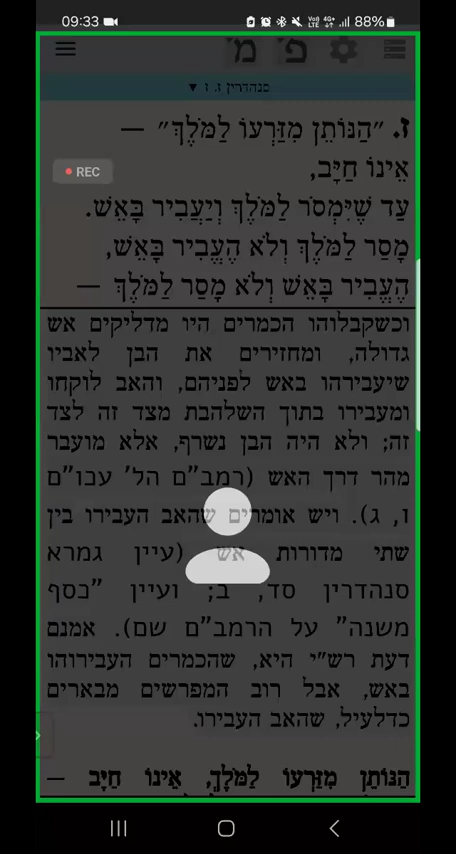 09:33 88%
פ' מ'
סנהדרין ז. ז ▼
ז. "הַנּוֹתֵן מִזַּרְעוֹ לַמֹּלֶךְ" —
אֵינוֹ חַיָּב,
REC
עַד שֶׁיִּמְסֹר לַמֹּלֶךְ וְיַעֲבִיר בָּאֵשׁ.
מָסַר לַמֹּלֶךְ וְלֹא הֶעֱבִיר בָּאֵשׁ,
הֶעֱבִיר בָּאֵשׁ וְלֹא מָסַר לַמֹּלֶךְ —
וכשקבלוהו הכמרים היו מדליקים אש
גדולה, ומחזירים את הבן לאביו
שיעבירהו באש לפניהם, והאב לוקחו
ומעבירו בתוך השלהבת מצד זה לצד
זה; ולא היה הבן נשרף, אלא מועבר
מהר דרך האש (רמב"ם הל' עכו"ם
ו, ג). ויש אומרים שהאב העבירו בין
שתי מדורות אש (עיין גמרא
סנהדרין סד, ב; ועיין "כסף
משנה" על הרמב"ם שם). אמנם
דעת רש"י היא, שהכמרים העבירוהו
באש, אבל רוב המפרשים מבארים
כדלעיל, שהאב העבירו.
הַנּוֹתֵן מִזַּרְעוֹ לַמֹּלֶךְ, אֵינוֹ חַיָּב —